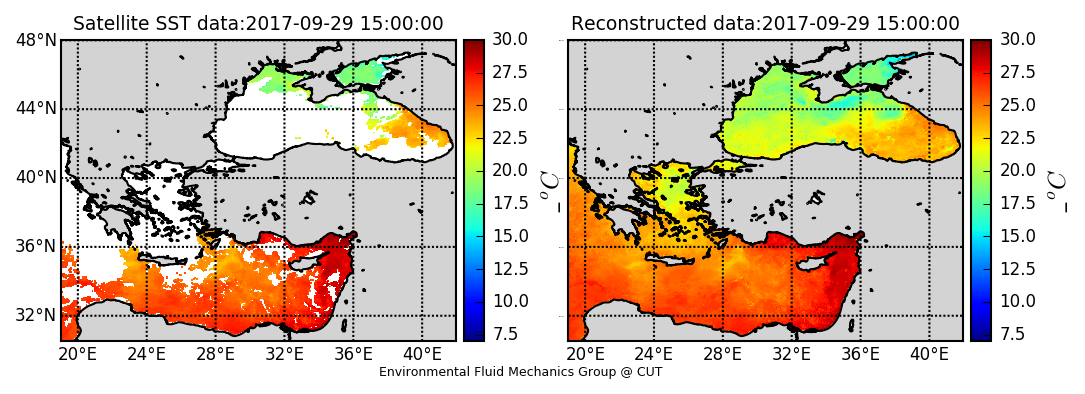 Satellite SST data:2017-09-29 15:00:00
48°N
44°N
40°N
36°N
32°N
20°E 24°E 28°E 32°E 36°E 40°E
30.0
27.5
25.0
22.5
20.0
17.5
15.0
12.5
10.0
7.5
°C
Reconstructed data:2017-09-29 15:00:00
20°E 24°E 28°E 32°E 36°E 40°E
30.0
27.5
25.0
22.5
20.0
17.5
15.0
12.5
10.0
7.5
°C
Environmental Fluid Mechanics Group @ CUT